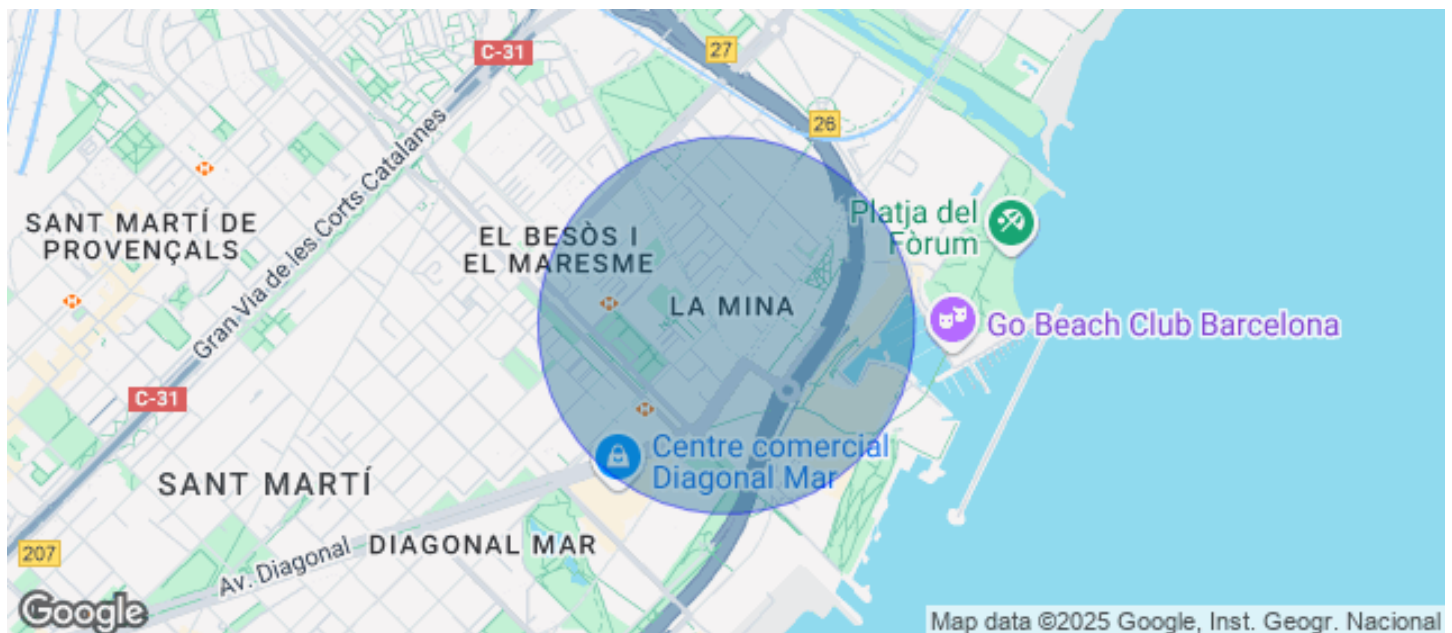 C-31
27
26
Gran Via de les Corts Catalanes
SANT MARTÍ DE
PROVENÇALS
EL BESÒS I
EL MARESME
Platja del
Fòrum
LA MINA
Go Beach Club Barcelona
C-31
Centre comercial
Diagonal Mar
SANT MARTÍ
DIAGONAL MAR
207
Av. Diagonal
Google
Map data ©2025 Google, Inst. Geogr. Nacional